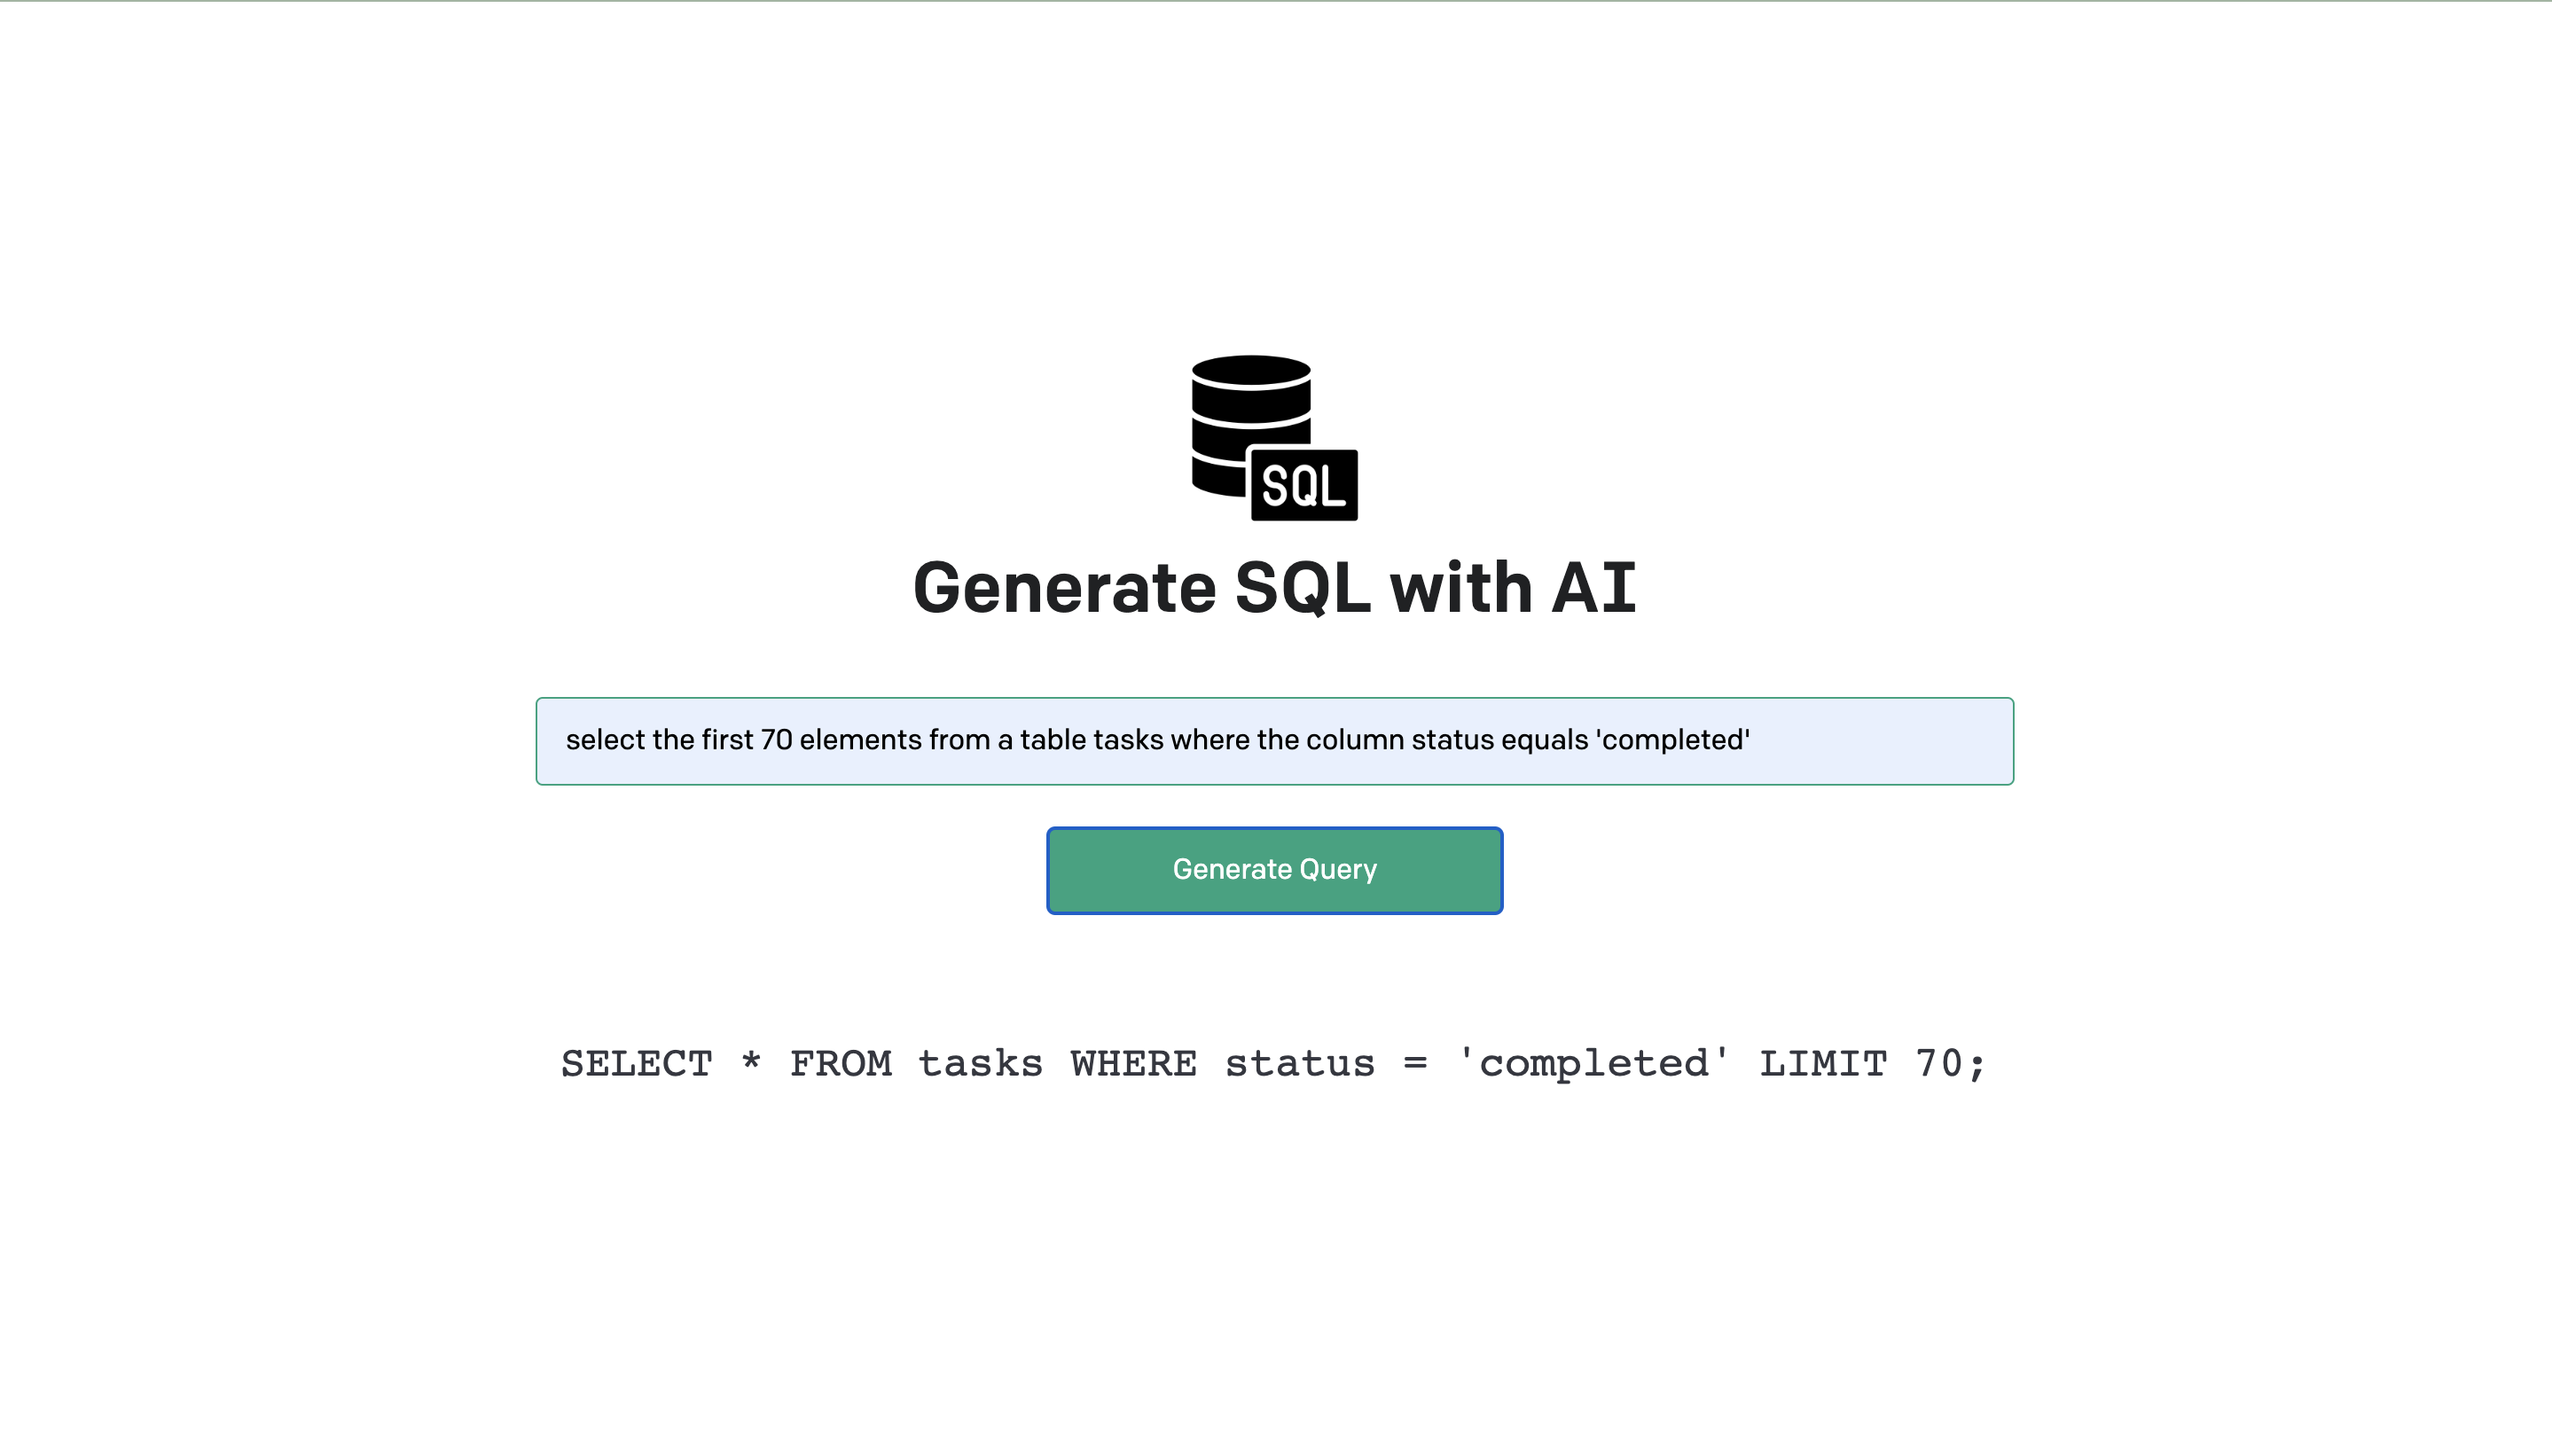 SQL
Generate SQL with AI
select the first 70 elements from a table tasks where the column status equals 'completed'
Generate Query
SELECT * FROM tasks WHERE status = 'completed' LIMIT 70;